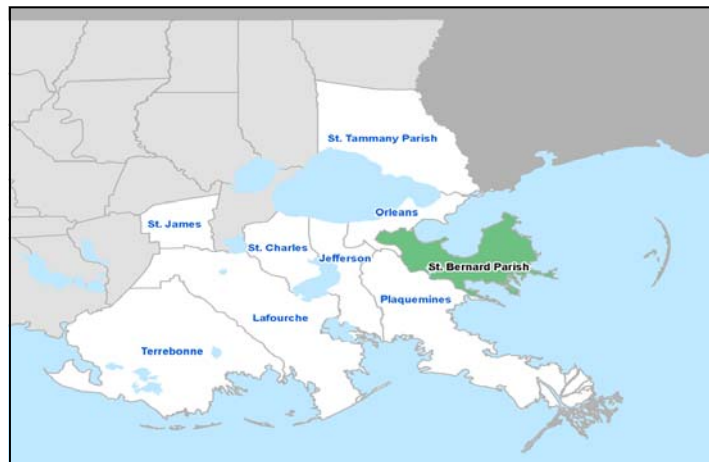 St. Tammany Parish
Orleans
St. James
St. Charles
Jefferson
St. Bernard Parish
Plaquemines
Lafourche
Terrebonne